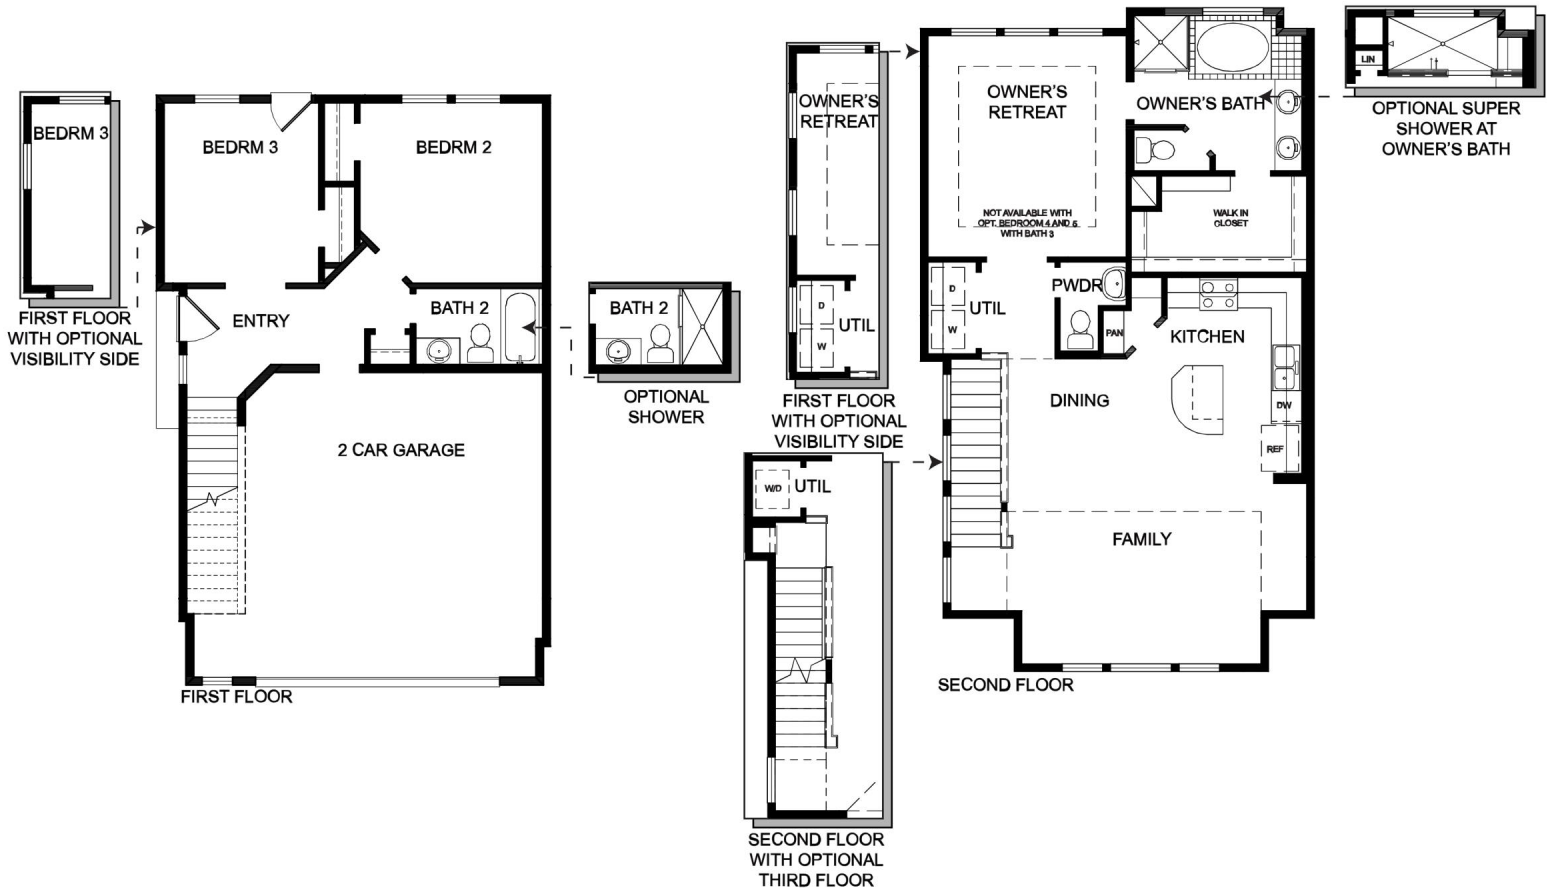 BEDRM 3
FIRST FLOOR
WITH OPTIONAL
VISIBILITY SIDE
BEDRM 3
BEDRM 2
ENTRY
BATH 2
2 CAR GARAGE
FIRST FLOOR
BATH 2
OPTIONAL
SHOWER
OWNER'S
RETREAT
D
W
UTIL
FIRST FLOOR
WITH OPTIONAL
VISIBILITY SIDE
W/D
UTIL
SECOND FLOOR
WITH OPTIONAL
THIRD FLOOR
OWNER'S
RETREAT
NOT AVAILABLE WITH
OPT. BEDROOM 4 AND 5
WITH BATH 3
OWNER'S BATH
WALK IN
CLOSET
D
W
UTIL
PWDR
PAN
KITCHEN
DINING
DW
REF
FAMILY
SECOND FLOOR
LIN
OPTIONAL SUPER
SHOWER AT
OWNER'S BATH